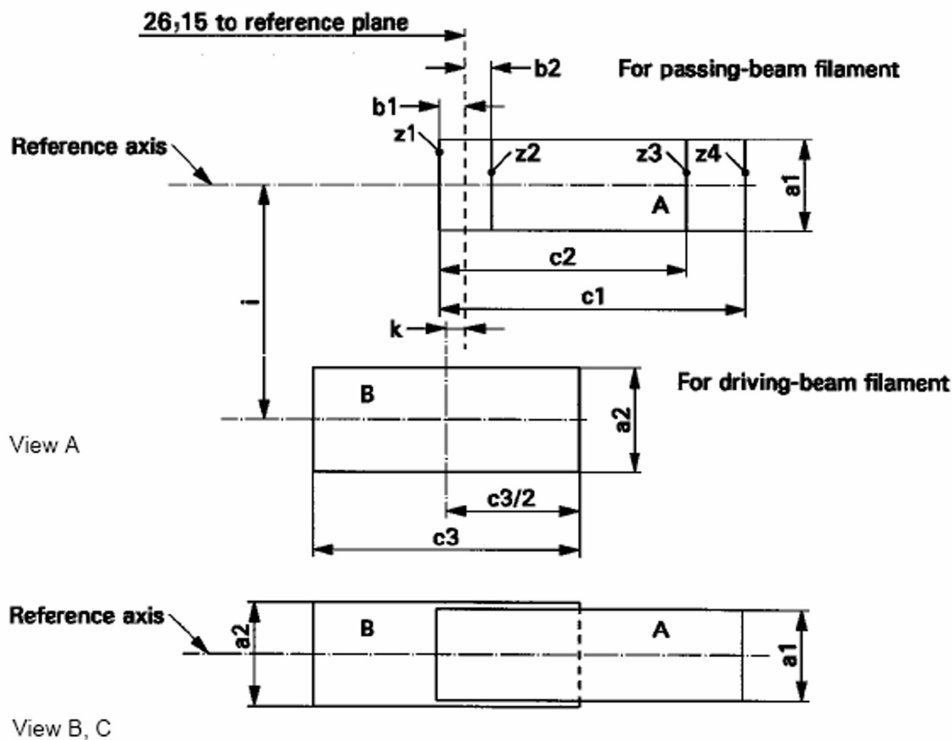 26,15 to reference plane
b2
For passing-beam filament
b1
Reference axis
z1
z2
z3
z4
a1
A
c2
i
c1
k
For driving-beam filament
B
a2
View A
c3/2
c3
Reference axis
a2
B
A
a1
View B, C